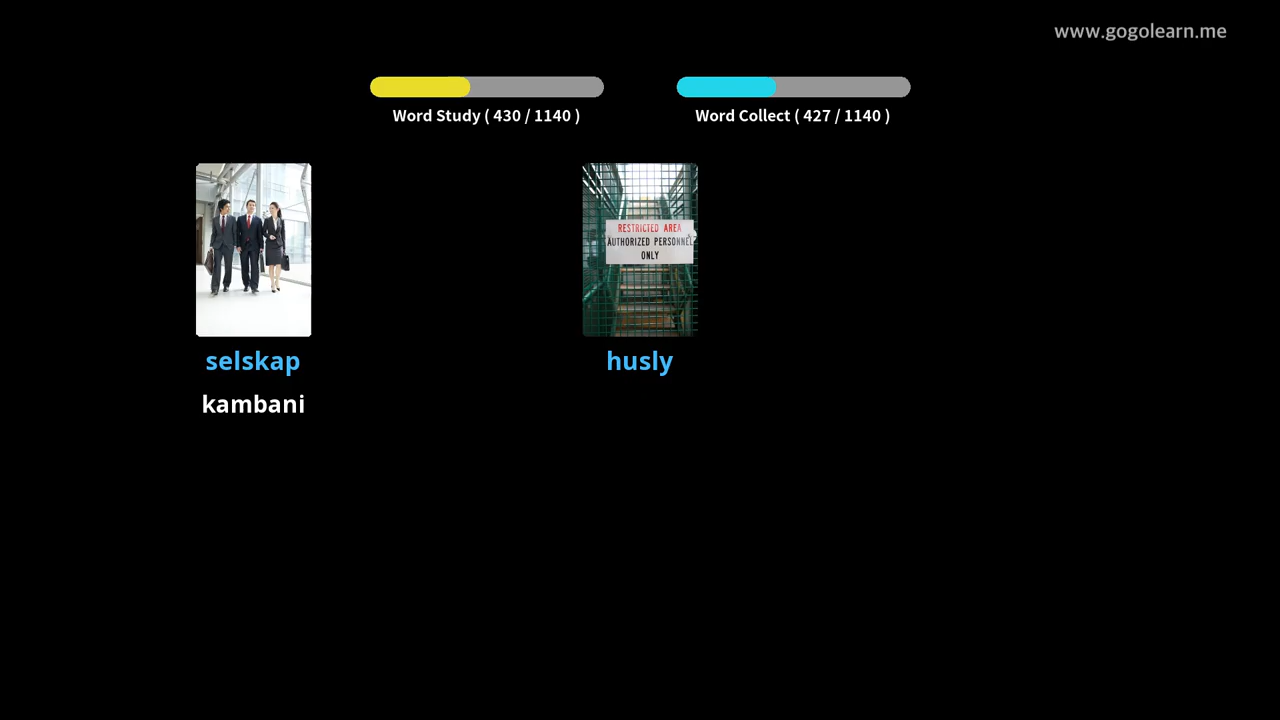 www.gogolearn.me
Word Study ( 430 / 1140 )
Word Collect ( 427 / 1140 )
RESTRICTED AREA
AUTHORIZED PERSONNEL
ONLY
selskap
husly
kambani